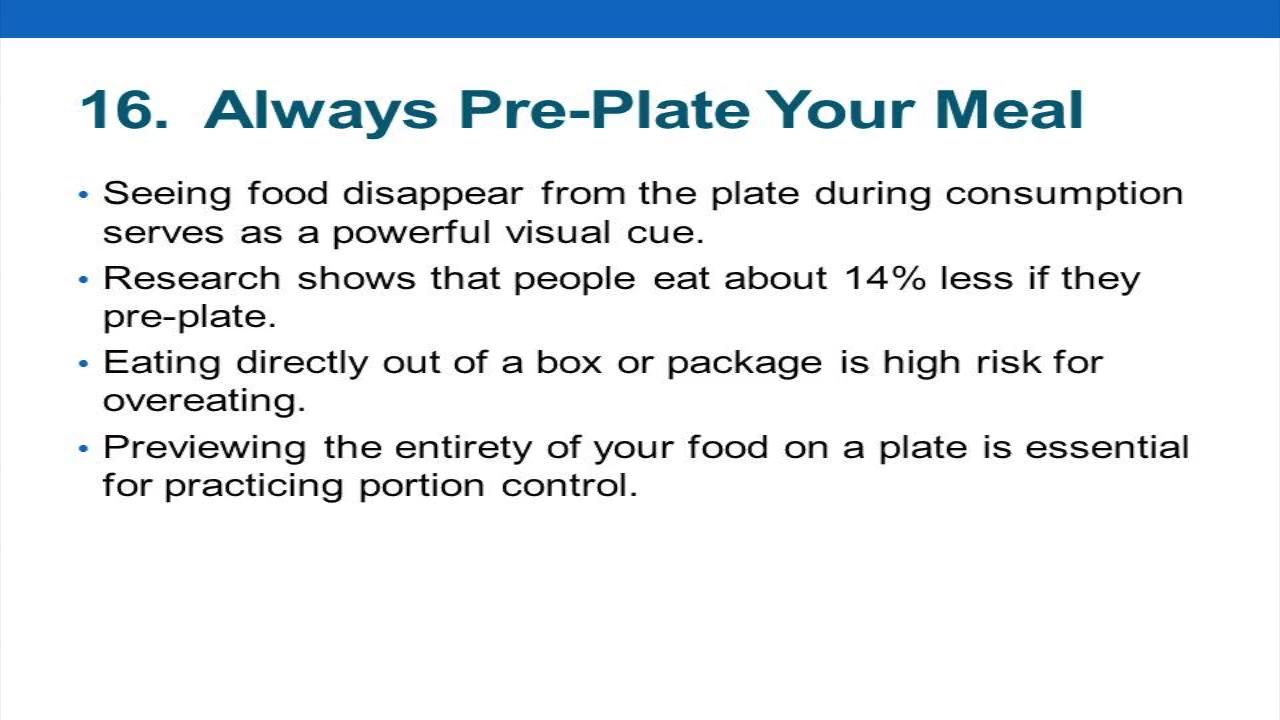 16. Always Pre-Plate Your Meal
• Seeing food disappear from the plate during consumption
serves as a powerful visual cue.
• Research shows that people eat about 14% less if they
pre-plate.
• Eating directly out of a box or package is high risk for
overeating.
• Previewing the entirety of your food on a plate is essential
for practicing portion control.